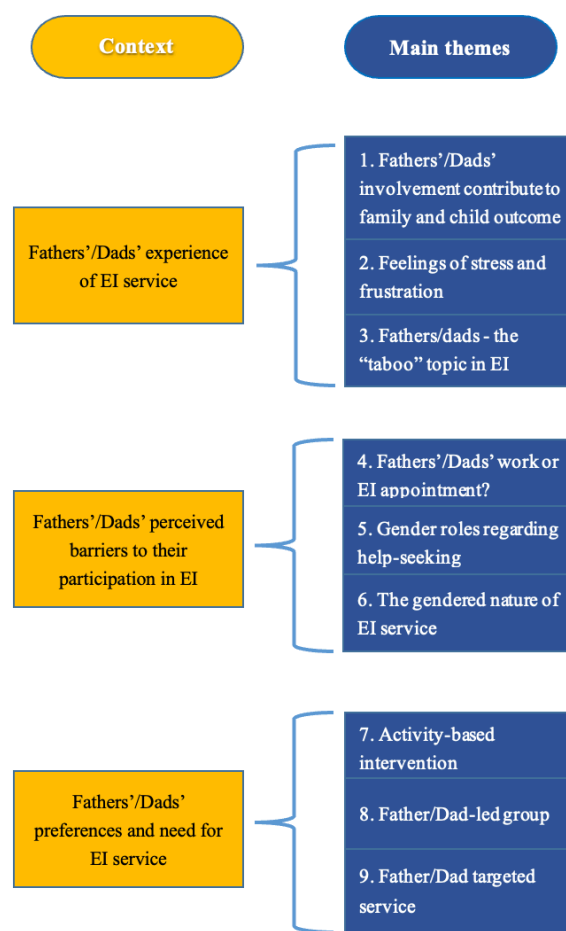 Context
Main themes
Fathers'/Dads' experience
of EI service
1. Fathers'/Dads'
involvement contribute to
family and child outcome
2. Feelings of stress and
frustration
3. Fathers/dads - the
“taboo” topic in EI
Fathers'/Dads' perceived
barriers to their
participation in EI
4. Fathers'/Dads' work or
EI appointment?
5. Gender roles regarding
help-seeking
6. The gendered nature of
EI service
Fathers'/Dads'
preferences and need for
EI service
7. Activity-based
intervention
8. Father/Dad-led group
9. Father/Dad targeted
service